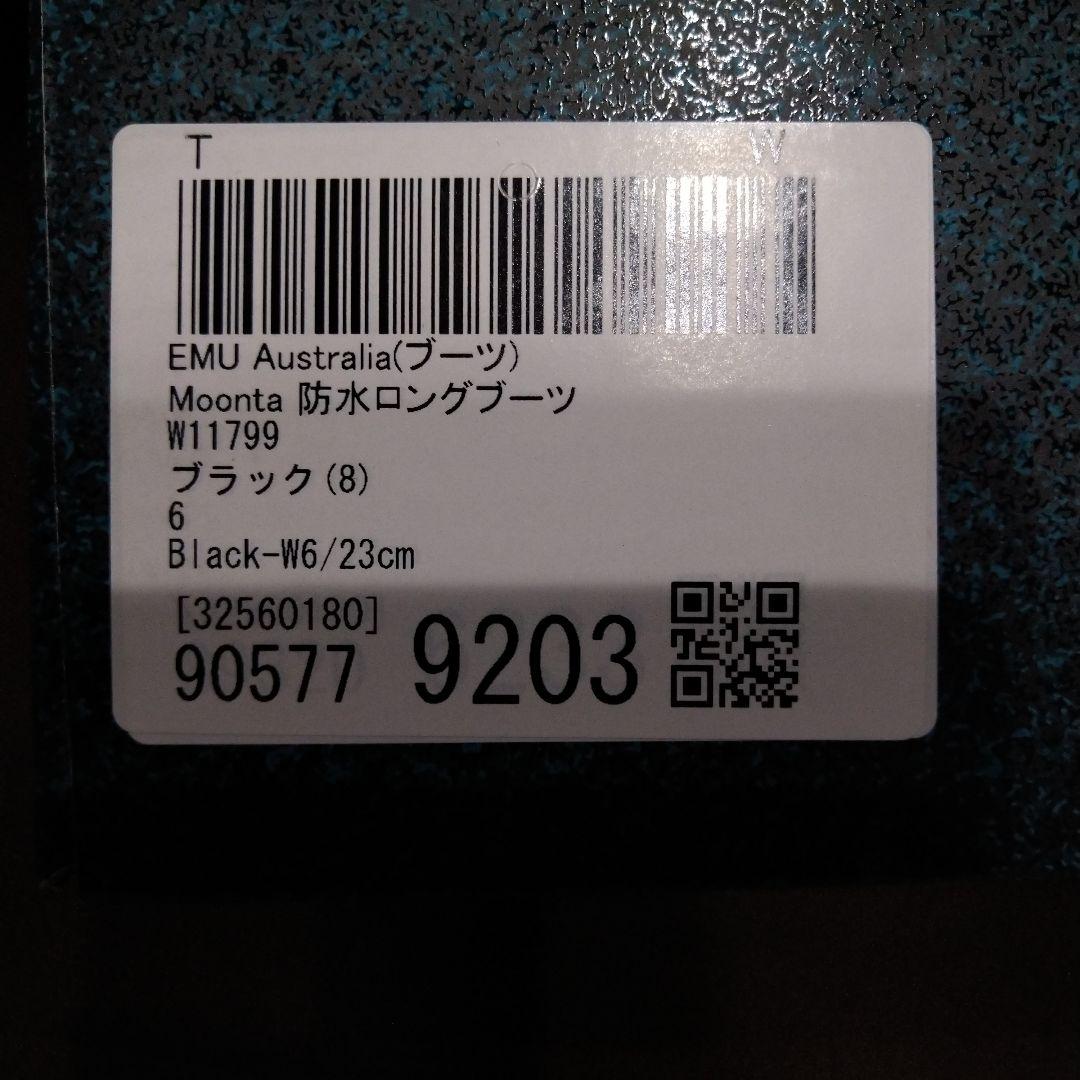 T W
EMU Australia(ブーツ)
Moonta 防水ロングブーツ
W11799
ブラック(8)
6
Black-W6/23cm
[32560180]
90577 9203